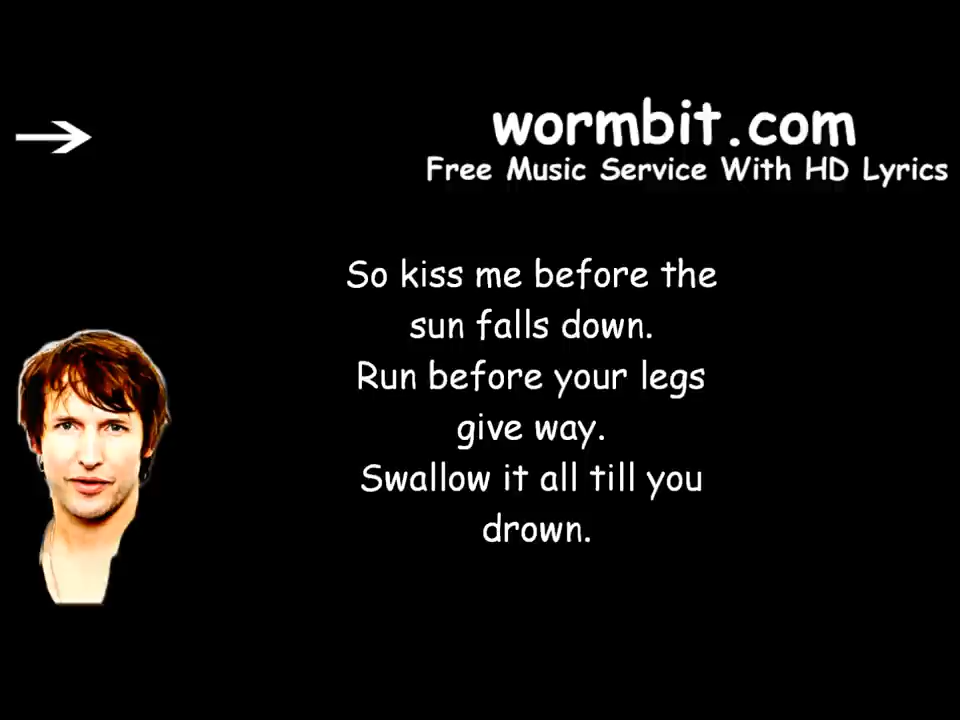 wormbit.com
Free Music Service With HD Lyrics
So kiss me before the
sun falls down.
Run before your legs
give way.
Swallow it all till you
drown.